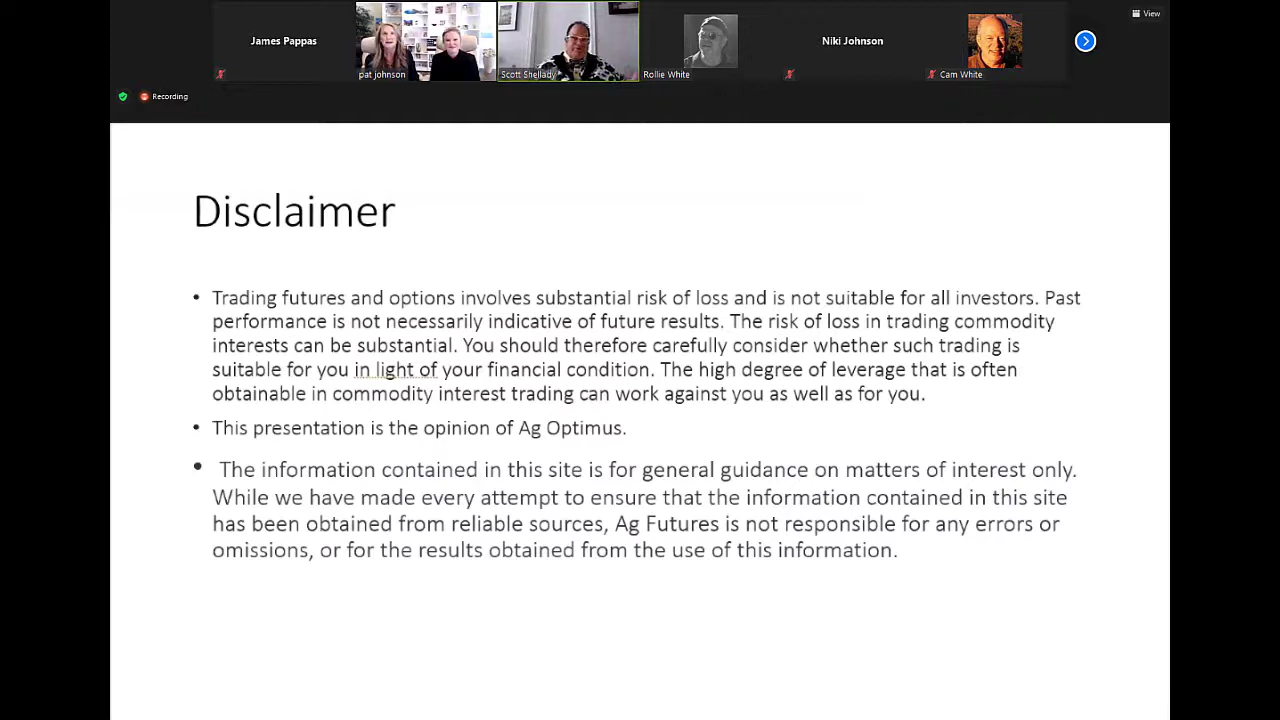 James Pappas
pat johnson
Scott Shellady
Rollie White
Niki Johnson
Cam White
View
Recording
Disclaimer
• Trading futures and options involves substantial risk of loss and is not suitable for all investors. Past
performance is not necessarily indicative of future results. The risk of loss in trading commodity
interests can be substantial. You should therefore carefully consider whether such trading is
suitable for you in light of your financial condition. The high degree of leverage that is often
obtainable in commodity interest trading can work against you as well as for you.
• This presentation is the opinion of Ag Optimus.
• The information contained in this site is for general guidance on matters of interest only.
While we have made every attempt to ensure that the information contained in this site
has been obtained from reliable sources, Ag Futures is not responsible for any errors or
omissions, or for the results obtained from the use of this information.